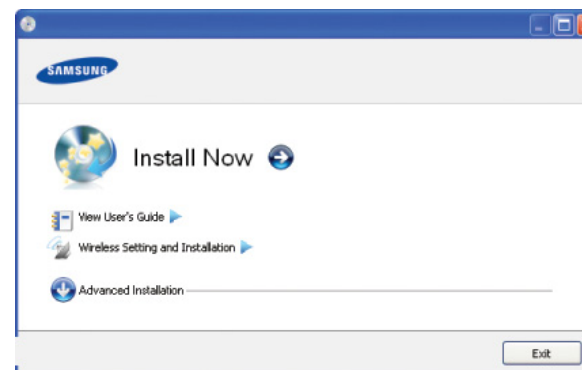 SAMSUNG
Install Now
View User's Guide
Wireless Setting and Installation
Advanced Installation
Exit